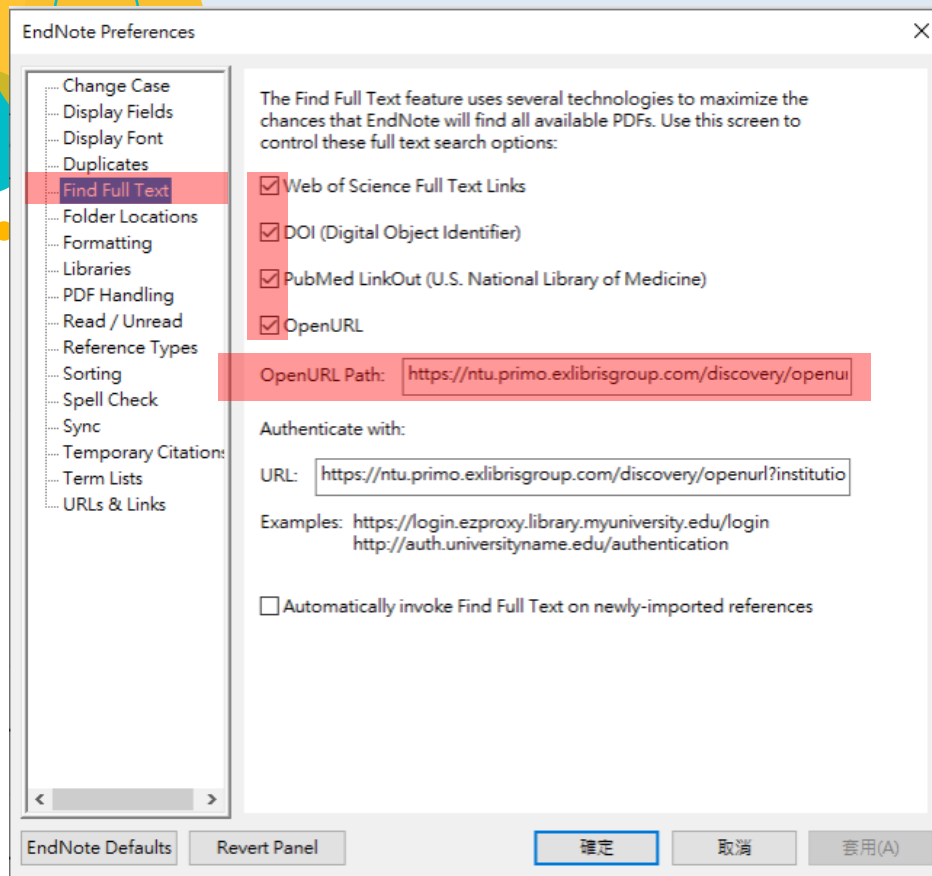 EndNote Preferences
Change Case
Display Fields
Display Font
Duplicates
Find Full Text
Folder Locations
Formatting
Libraries
PDF Handling
Read / Unread
Reference Types
Sorting
Spell Check
Sync
Temporary Citation
Term Lists
URLs & Links
The Find Full Text feature uses several technologies to maximize the
chances that EndNote will find all available PDFs. Use this screen to
control these full text search options:
Web of Science Full Text Links
DOI (Digital Object Identifier)
PubMed LinkOut (U.S. National Library of Medicine)
OpenURL
OpenURL Path: https://ntu.primo.exlibrisgroup.com/discovery/openu
Authenticate with:
URL: https://ntu.primo.exlibrisgroup.com/discovery/openurl?institutio
Examples: https://login.ezproxy.library.myuniversity.edu/login
http://auth.universityname.edu/authentication
Automatically invoke Find Full Text on newly-imported references
EndNote Defaults Revert Panel 確定 取消 套用(A)